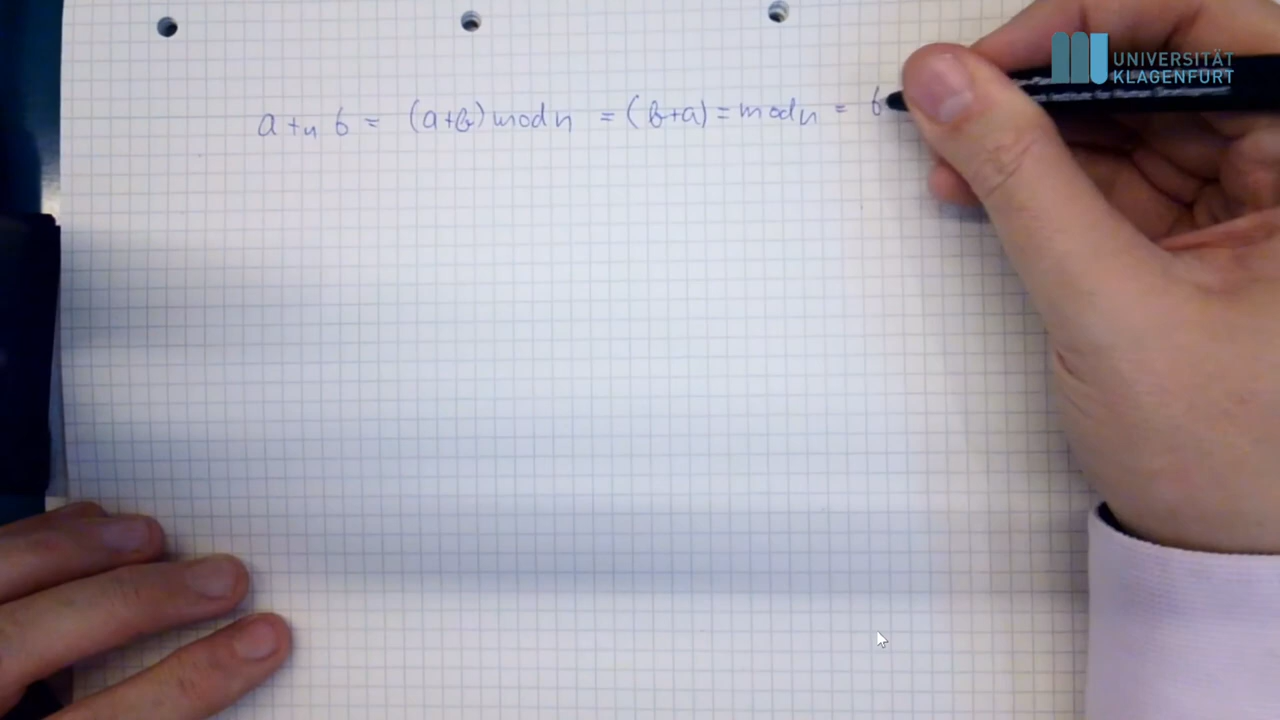 a +n b = (a+b) mod n = (b+a) = mod n = b
UNIVERSITÄT
KLAGENFURT